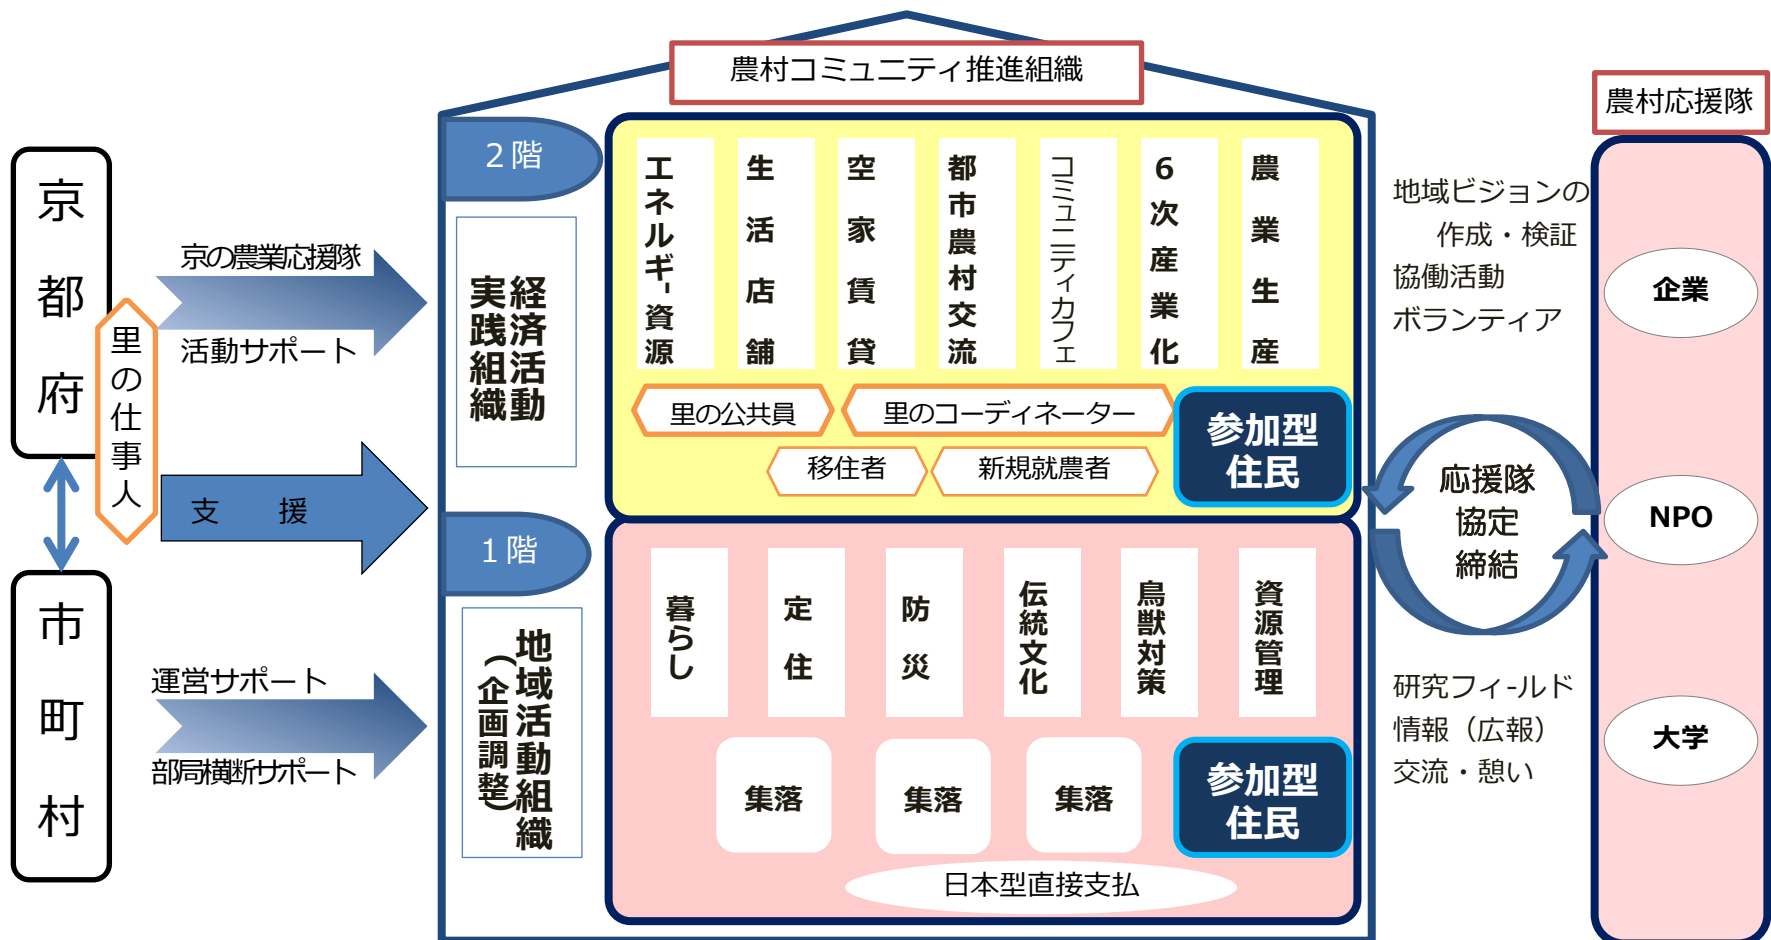 農村コミュニティ推進組織
農村応援隊
京都府
里の仕事人
市町村
京の農業応援隊
活動サポート
支　援
運営サポート
部局横断サポート
２階
経済活動
実践組織
エネルギｰ資源
生活店舗
空家賃貸
都市農村交流
コミュニティカフェ
６次産業化
農業生産
里の公共員
里のコーディネーター
移住者
新規就農者
参加型
住民
１階
地域活動組織
（企画調整）
暮らし
定住
防災
伝統文化
鳥獣対策
資源管理
集落
集落
集落
参加型
住民
日本型直接支払
地域ビジョンの
作成・検証
協働活動
ボランティア
応援隊
協定
締結
研究フィｰルド
情報（広報）
交流・憩い
企業
NPO
大学